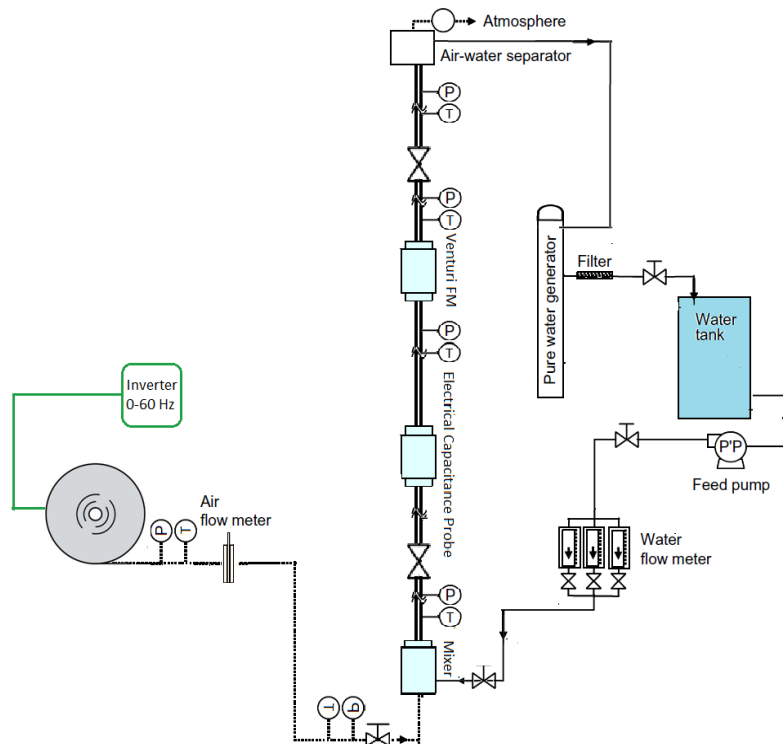 Atmosphere
Air-water separator
P
T
P
T
Venturi FM
Pure water generator
Filter
Water
tank
P
T
Inverter
0-60 Hz
Electrical Capacitance Probe
P'P
Feed pump
Air
flow meter
P
T
Water
flow meter
P
T
Mixer
T
P